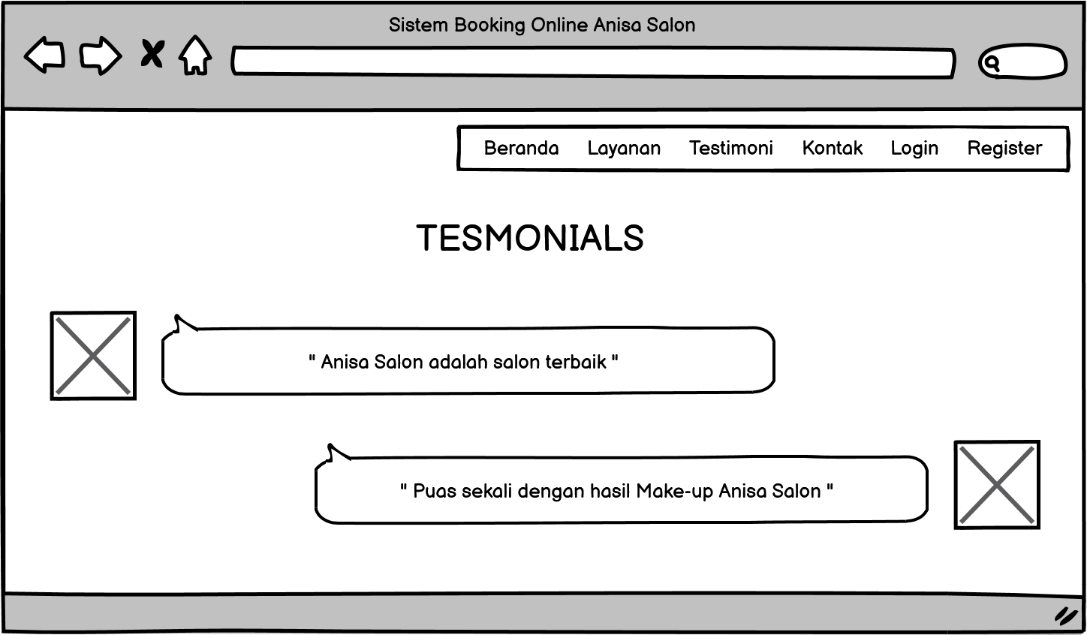 Sistem Booking Online Anisa Salon
Beranda Layanan Testimoni Kontak Login Register
TESMONIALS
" Anisa Salon adalah salon terbaik "
" Puas sekali dengan hasil Make-up Anisa Salon "